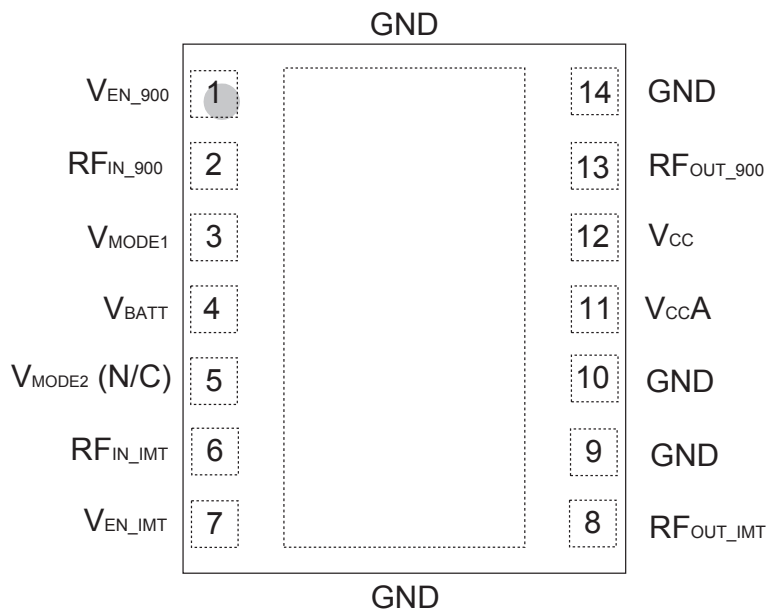 GND
VEN_900 1 14 GND
RFIN_900 2 13 RFOUT_900
VMODE1 3 12 VCC
VBATT 4 11 VCCA
VMODE2 (N/C) 5 10 GND
RFIN_IMT 6 9 GND
VEN_IMT 7 8 RFOUT_IMT
GND